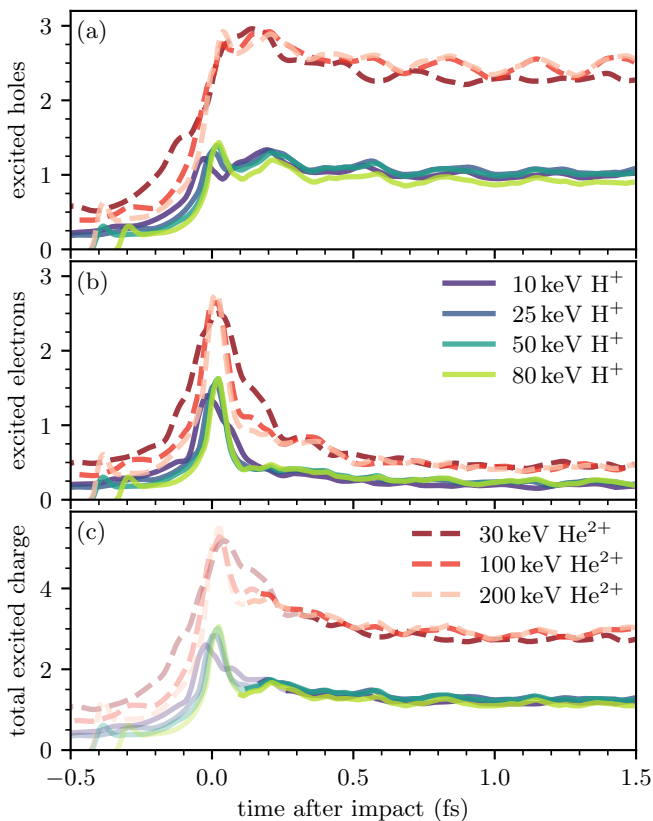 (a)
excited holes
3
2
1
0
(b)
excited electrons
3
2
1
0
10 keV H⁺
25 keV H⁺
50 keV H⁺
80 keV H⁺
(c)
total excited charge
4
2
0
30 keV He²⁺
100 keV He²⁺
200 keV He²⁺
−0.5 0.0 0.5 1.0 1.5
time after impact (fs)